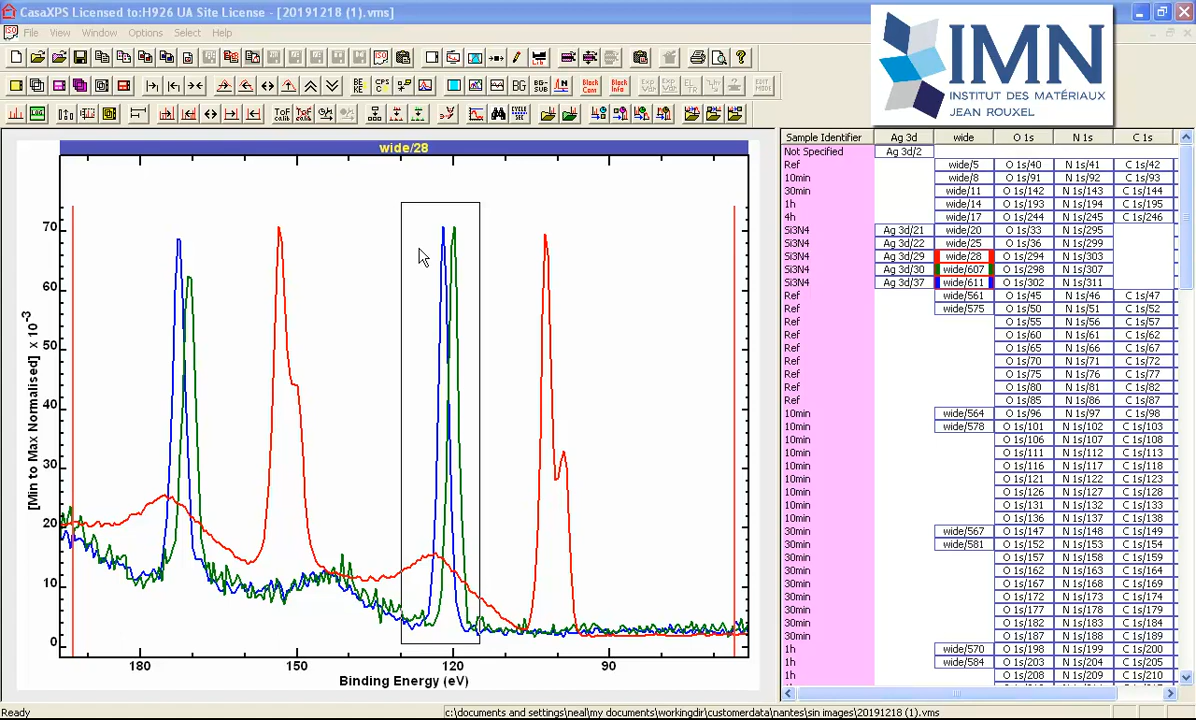 CasaXPS Licensed to:H926 UA Site License - [20191218 (1).vms]
File View Window Options Select Help
IMN
INSTITUT DES MATÉRIAUX
JEAN ROUXEL
wide/28
[Min to Max Normalised] x 10-3
70
60
50
40
30
20
10
0
180 150 120 90
Binding Energy (eV)
Sample Identifier Ag 3d wide O 1s N 1s C 1s
Not Specified Ag 3d/2
Ref wide/5 O 1s/40 N 1s/41 C 1s/42
10min wide/8 O 1s/91 N 1s/92 C 1s/93
30min wide/11 O 1s/142 N 1s/143 C 1s/144
1h wide/14 O 1s/193 N 1s/194 C 1s/195
4h wide/17 O 1s/244 N 1s/245 C 1s/246
Si3N4 Ag 3d/21 wide/20 O 1s/33 N 1s/295
Si3N4 Ag 3d/22 wide/25 O 1s/36 N 1s/299
Si3N4 Ag 3d/29 wide/28 O 1s/294 N 1s/303
Si3N4 Ag 3d/30 wide/607 O 1s/298 N 1s/307
Si3N4 Ag 3d/37 wide/611 O 1s/302 N 1s/311
Ref wide/561 O 1s/45 N 1s/46 C 1s/47
Ref wide/575 O 1s/50 N 1s/51 C 1s/52
Ref O 1s/55 N 1s/56 C 1s/57
Ref O 1s/60 N 1s/61 C 1s/62
Ref O 1s/65 N 1s/66 C 1s/67
Ref O 1s/70 N 1s/71 C 1s/72
Ref O 1s/75 N 1s/76 C 1s/77
Ref O 1s/80 N 1s/81 C 1s/82
Ref O 1s/85 N 1s/86 C 1s/87
10min wide/564 O 1s/96 N 1s/97 C 1s/98
10min wide/578 O 1s/101 N 1s/102 C 1s/103
10min O 1s/106 N 1s/107 C 1s/108
10min O 1s/111 N 1s/112 C 1s/113
10min O 1s/116 N 1s/117 C 1s/118
10min O 1s/121 N 1s/122 C 1s/123
10min O 1s/126 N 1s/127 C 1s/128
10min O 1s/131 N 1s/132 C 1s/133
10min O 1s/136 N 1s/137 C 1s/138
30min wide/567 O 1s/147 N 1s/148 C 1s/149
30min wide/581 O 1s/152 N 1s/153 C 1s/154
30min O 1s/157 N 1s/158 C 1s/159
30min O 1s/162 N 1s/163 C 1s/164
30min O 1s/167 N 1s/168 C 1s/169
30min O 1s/172 N 1s/173 C 1s/174
30min O 1s/177 N 1s/178 C 1s/179
30min O 1s/182 N 1s/183 C 1s/184
30min O 1s/187 N 1s/188 C 1s/189
1h wide/570 O 1s/198 N 1s/199 C 1s/200
1h wide/584 O 1s/203 N 1s/204 C 1s/205
1h O 1s/208 N 1s/209 C 1s/210
Ready c:\documents and settings\neal\my documents\workingdir\customerdata\nantes\sin images\20191218 (1).vms